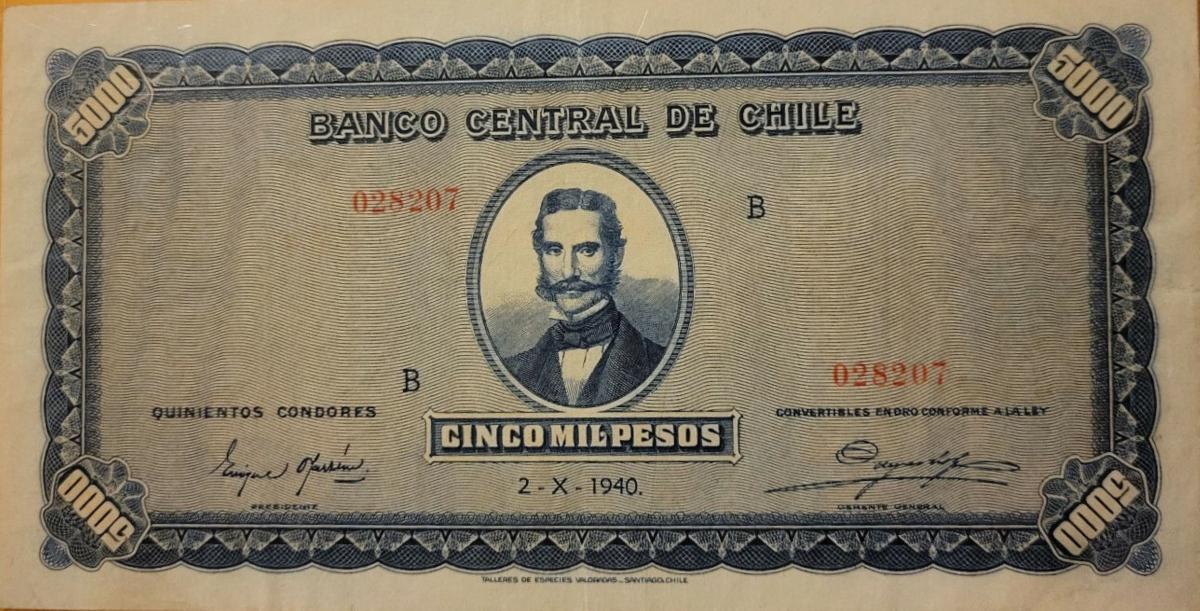 5000 5000
BANCO CENTRAL DE CHILE
028207 B
B 028207
QUINIENTOS CONDORES CONVERTIBLES EN ORO CONFORME A LA LEY
CINCO MIL PESOS
2 - X - 1940.
PRESIDENTE GERENTE GENERAL
5000 5000
TALLERES DE ESPECIES VALORADAS - SANTIAGO, CHILE